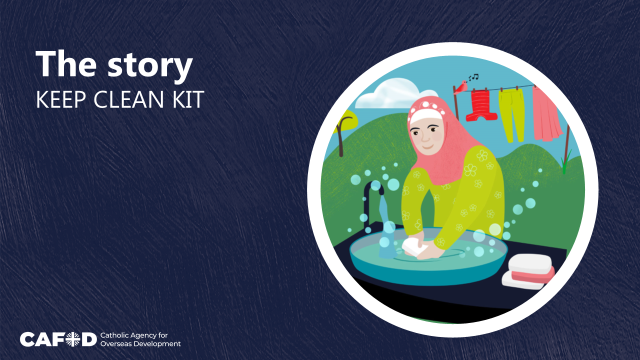 The story
KEEP CLEAN KIT
CAFOD
Catholic Agency for
Overseas Development